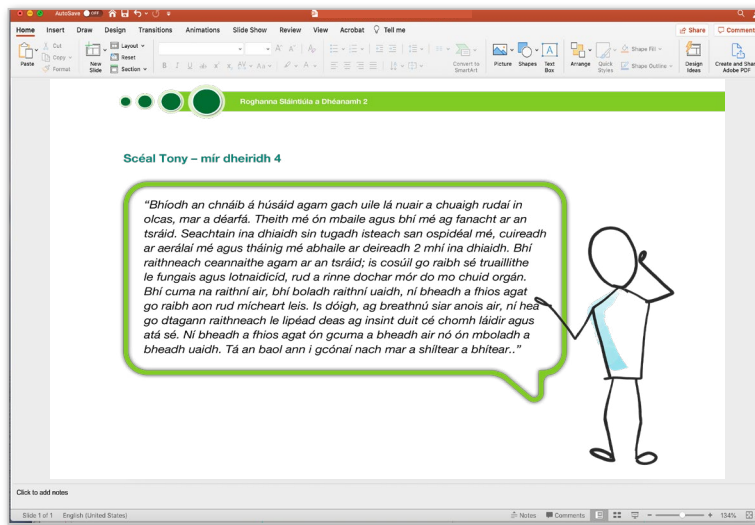 AutoSave OFF
Home Insert Draw Design Transitions Animations Slide Show Review View Acrobat Tell me Share Comments
Paste Cut Copy Format New Slide Layout Reset Section Convert to SmartArt Picture Shapes Text Box Arrange Quick Styles Shape Fill Shape Outline Design Ideas Create and Share Adobe PDF
Roghanna Sláintiúla a Dhéanamh 2
Scéal Tony – mír dheiridh 4
“Bhíodh an chnáib á húsáid agam gach uile lá nuair a chuaigh rudaí in
olcas, mar a déarfá. Theith mé ón mbaile agus bhí mé ag fanacht ar an
tsráid. Seachtain ina dhiaidh sin tugadh isteach san ospidéal mé, cuireadh
ar aerálaí mé agus tháinig mé abhaile ar deireadh 2 mhí ina dhiaidh. Bhí
raithneach ceannaithe agam ar an tsráid; is cosúil go raibh sé truaillithe
le fungais agus lotnaidicíd, rud a rinne dochar mór do mo chuid orgán.
Bhí cuma na raithní air, bhí boladh raithní uaidh, ní bheadh a fhios agat
go raibh aon rud mícheart leis. Is dóigh, ag breathnú siar anois air, ní hea
go dtagann raithneach le lipéad deas ag insint duit cé chomh láidir agus
atá sé. Ní bheadh a fhios agat ón gcuma a bheadh air nó ón mboladh a
bheadh uaidh. Tá an baol ann i gcónaí nach mar a shíltear a bhítear..”
Click to add notes
Slide 1 of 1 English (United States) Notes Comments 134%